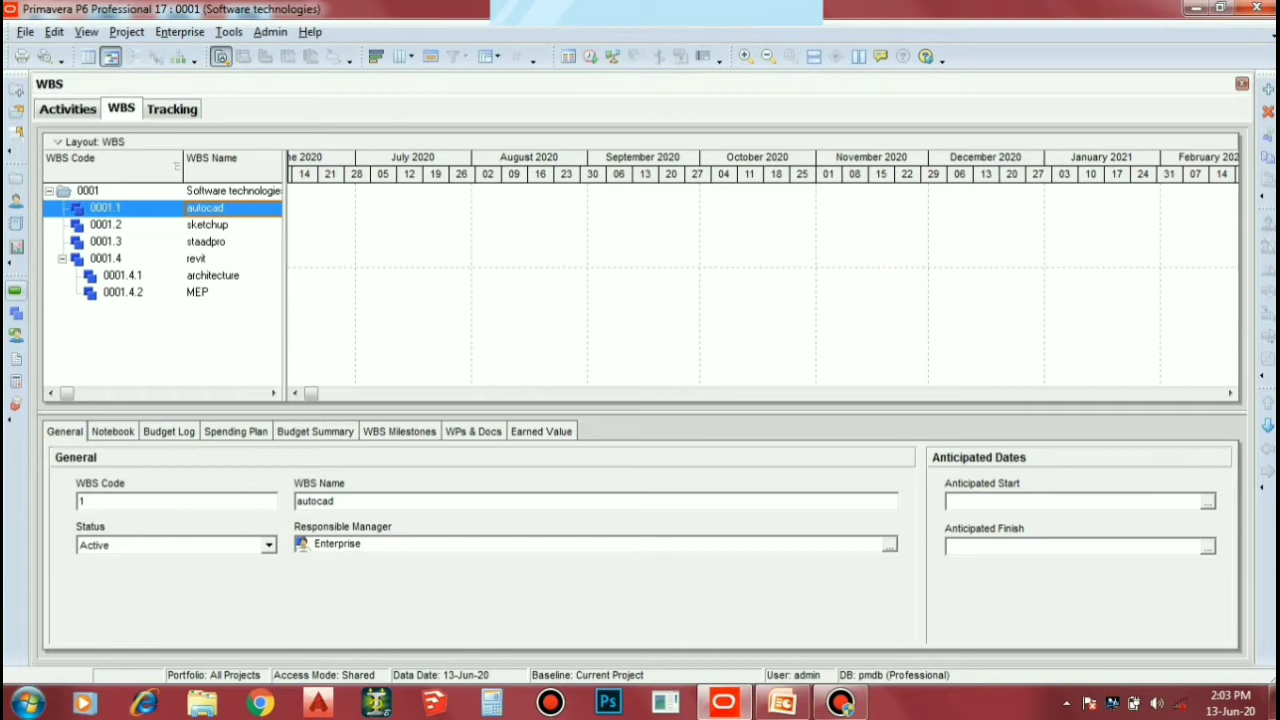 Primavera P6 Professional 17 : 0001 (Software technologies)
File Edit View Project Enterprise Tools Admin Help
WBS
Activities WBS Tracking
Layout: WBS
WBS Code WBS Name
ne 2020 July 2020 August 2020 September 2020 October 2020 November 2020 December 2020 January 2021 February 202
14 21 28 05 12 19 26 02 09 16 23 30 06 13 20 27 04 11 18 25 01 08 15 22 29 06 13 20 27 03 10 17 24 31 07 14
0001 Software technologie
0001.1 autocad
0001.2 sketchup
0001.3 staadpro
0001.4 revit
0001.4.1 architecture
0001.4.2 MEP
General Notebook Budget Log Spending Plan Budget Summary WBS Milestones WPs & Docs Earned Value
General Anticipated Dates
WBS Code WBS Name Anticipated Start
1 autocad
Status Responsible Manager Anticipated Finish
Active Enterprise
Portfolio: All Projects Access Mode: Shared Data Date: 13-Jun-20 Baseline: Current Project User: admin DB: pmdb (Professional)
Ps
2:03 PM
13-Jun-20